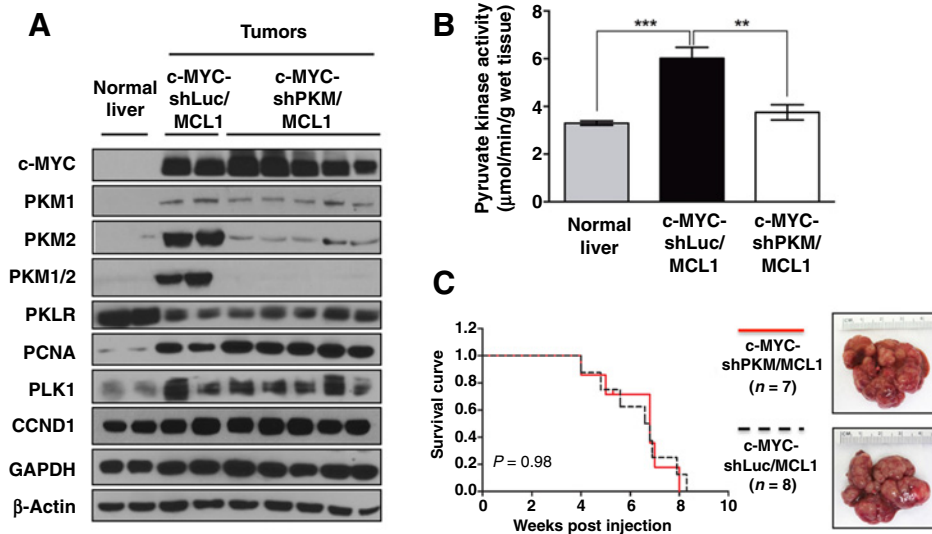 A
Tumors
Normal
liver
c-MYC-
shLuc/
MCL1
c-MYC-
shPKM/
MCL1
c-MYC
PKM1
PKM2
PKM1/2
PKLR
PCNA
PLK1
CCND1
GAPDH
β-Actin
B
Pyruvate kinase activity
(μmol/min/g wet tissue)
8
6
4
2
0
***
**
Normal
liver
c-MYC-
shLuc/
MCL1
c-MYC-
shPKM/
MCL1
C
Survival curve
1.2
1.0
0.8
0.6
0.4
0.2
0.0
P = 0.98
0 2 4 6 8 10
Weeks post injection
c-MYC-
shPKM/MCL1
(n = 7)
c-MYC-
shLuc/MCL1
(n = 8)